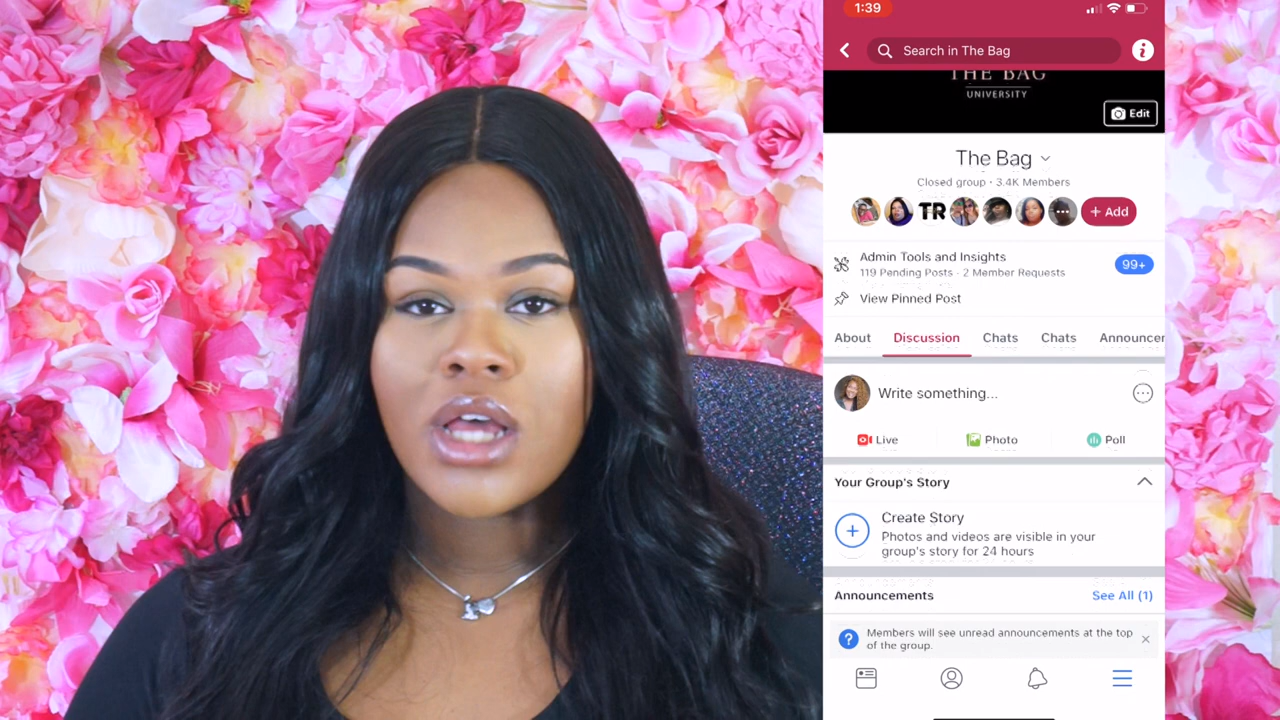 1:39
Search in The Bag
THE BAG
UNIVERSITY
Edit
The Bag
Closed group · 3.4K Members
TR
+ Add
Admin Tools and Insights
119 Pending Posts · 2 Member Requests
99+
View Pinned Post
About Discussion Chats Chats Announcer
Write something...
Live Photo Poll
Your Group's Story
Create Story
Photos and videos are visible in your
group's story for 24 hours
Announcements See All (1)
Members will see unread announcements at the top
of the group.